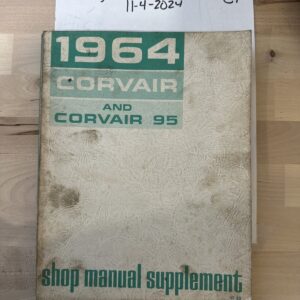 11-4-2024
1964
CORVAIR
AND
CORVAIR 95
shop manual supplement